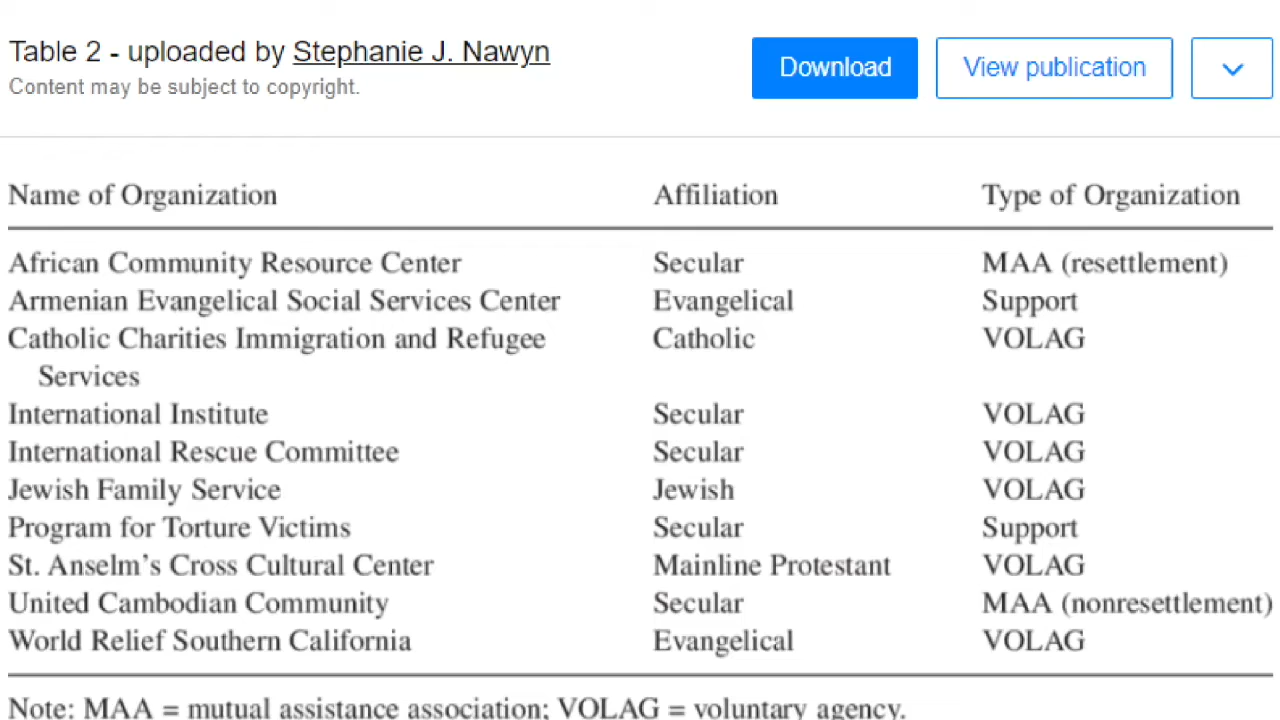 Table 2 - uploaded by Stephanie J. Nawyn
Content may be subject to copyright.
Download
View publication
Name of Organization Affiliation Type of Organization
African Community Resource Center Secular MAA (resettlement)
Armenian Evangelical Social Services Center Evangelical Support
Catholic Charities Immigration and Refugee Catholic VOLAG
Services
International Institute Secular VOLAG
International Rescue Committee Secular VOLAG
Jewish Family Service Jewish VOLAG
Program for Torture Victims Secular Support
St. Anselm's Cross Cultural Center Mainline Protestant VOLAG
United Cambodian Community Secular MAA (nonresettlement)
World Relief Southern California Evangelical VOLAG
Note: MAA = mutual assistance association; VOLAG = voluntary agency.